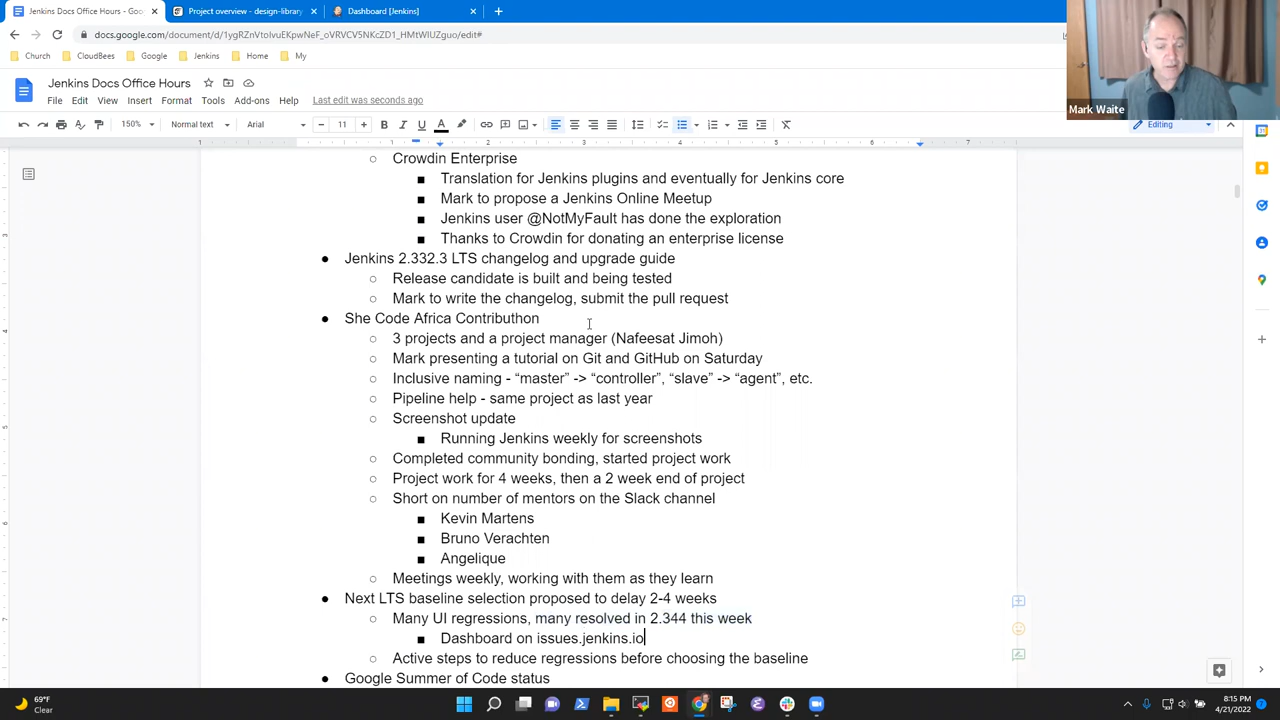 Jenkins Docs Office Hours - Goo
Project overview - design-library
Dashboard [Jenkins]
docs.google.com/document/d/1ygRZnVtoIvuEKpwNeF_oVRVCV5NKcZD1_HMtWIUZguo/edit#
Church
CloudBees
Google
Jenkins
Home
My
Jenkins Docs Office Hours
File Edit View Insert Format Tools Add-ons Help Last edit was seconds ago
150% Normal text Arial 11 Editing
Mark Waite
Crowdin Enterprise
Translation for Jenkins plugins and eventually for Jenkins core
Mark to propose a Jenkins Online Meetup
Jenkins user @NotMyFault has done the exploration
Thanks to Crowdin for donating an enterprise license
Jenkins 2.332.3 LTS changelog and upgrade guide
Release candidate is built and being tested
Mark to write the changelog, submit the pull request
She Code Africa Contributhon
3 projects and a project manager (Nafeesat Jimoh)
Mark presenting a tutorial on Git and GitHub on Saturday
Inclusive naming - “master” -> “controller”, “slave” -> “agent”, etc.
Pipeline help - same project as last year
Screenshot update
Running Jenkins weekly for screenshots
Completed community bonding, started project work
Project work for 4 weeks, then a 2 week end of project
Short on number of mentors on the Slack channel
Kevin Martens
Bruno Verachten
Angelique
Meetings weekly, working with them as they learn
Next LTS baseline selection proposed to delay 2-4 weeks
Many UI regressions, many resolved in 2.344 this week
Dashboard on issues.jenkins.io
Active steps to reduce regressions before choosing the baseline
Google Summer of Code status
69°F
Clear
8:15 PM
4/21/2022